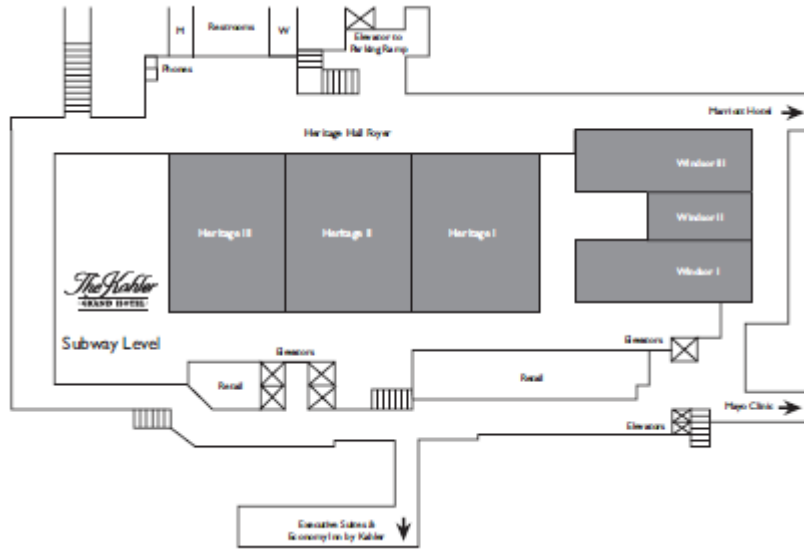 M
Restrooms
W
Elevator to
Parking Ramp
Phones
Marriott Hotel
Heritage Hall Foyer
Windsor III
Heritage III
Heritage II
Heritage I
Windsor II
Windsor I
The Kahler
GRAND HOTEL
Subway Level
Elevators
Elevators
Retail
Retail
Mayo Clinic
Elevators
Executive Suites &
Economy Inn by Kahler